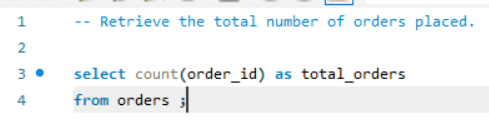 1 -- Retrieve the total number of orders placed.
2
3 select count(order_id) as total_orders
4 from orders ;